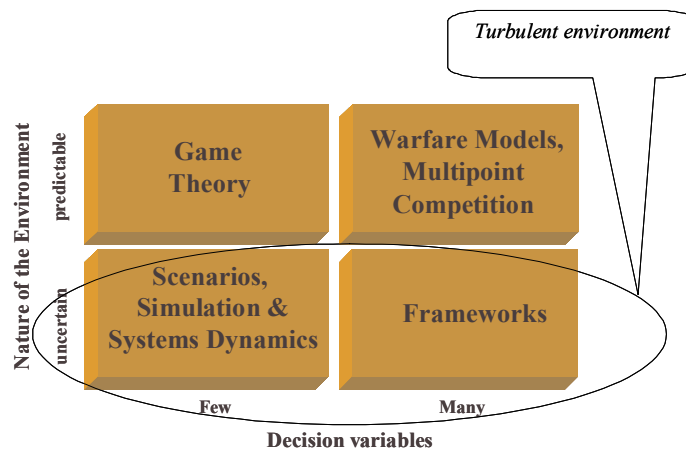 Turbulent environment
Nature of the Environment
predictable
uncertain
Game
Theory
Warfare Models,
Multipoint
Competition
Scenarios,
Simulation &
Systems Dynamics
Frameworks
Few
Many
Decision variables